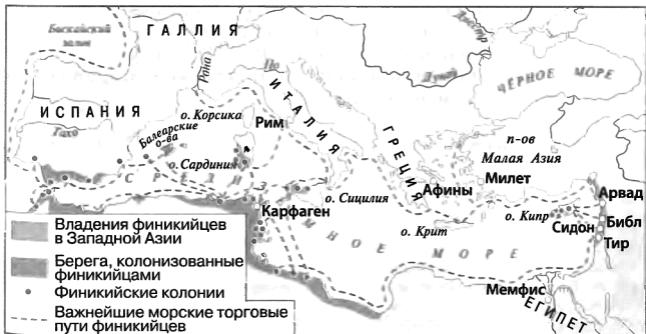 Бискайский
залив
ГАЛЛИЯ
Рона
По
Днестр
Дунай
ЧЁРНОЕ МОРЕ
ИСПАНИЯ
Тахо
Балеарские
о-ва
о. Корсика
Рим
ИТАЛИЯ
о. Сардиния
ГРЕЦИЯ
п-ов
Малая Азия
Афины
Милет
Арвад
о. Сицилия
Карфаген
о. Крит
о. Кипр
Сидон
Библ
Тир
МОРЕ
Мемфис
ЕГИПЕТ
Владения финикийцев
в Западной Азии
Берега, колонизованные
финикийцами
Финикийские колонии
Важнейшие морские торговые
пути финикийцев